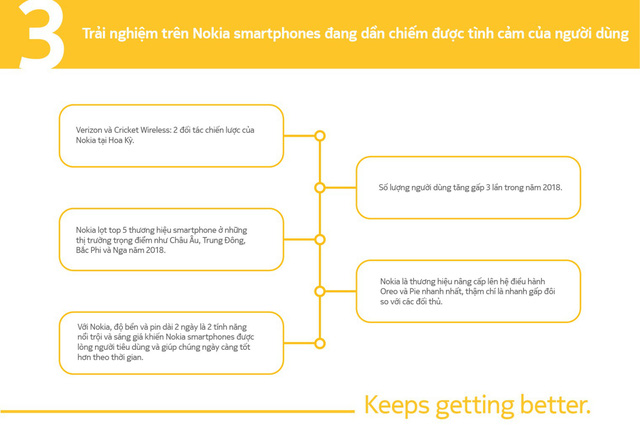 3
Trải nghiệm trên Nokia smartphones đang dần chiếm được tình cảm của người dùng
Verizon và Cricket Wireless: 2 đối tác chiến lược của
Nokia tại Hoa Kỳ.
Số lượng người dùng tăng gấp 3 lần trong năm 2018.
Nokia lọt top 5 thương hiệu smartphone ở những
thị trường trọng điểm như Châu Âu, Trung Đông,
Bắc Phi và Nga năm 2018.
Nokia là thương hiệu nâng cấp lên hệ điều hành
Oreo và Pie nhanh nhất, thậm chí là nhanh gấp đôi
so với các đối thủ.
Với Nokia, độ bền và pin dài 2 ngày là 2 tính năng
nổi trội và sáng giá khiến Nokia smartphones được
lòng người tiêu dùng và giúp chúng ngày càng tốt
hơn theo thời gian.
Keeps getting better.